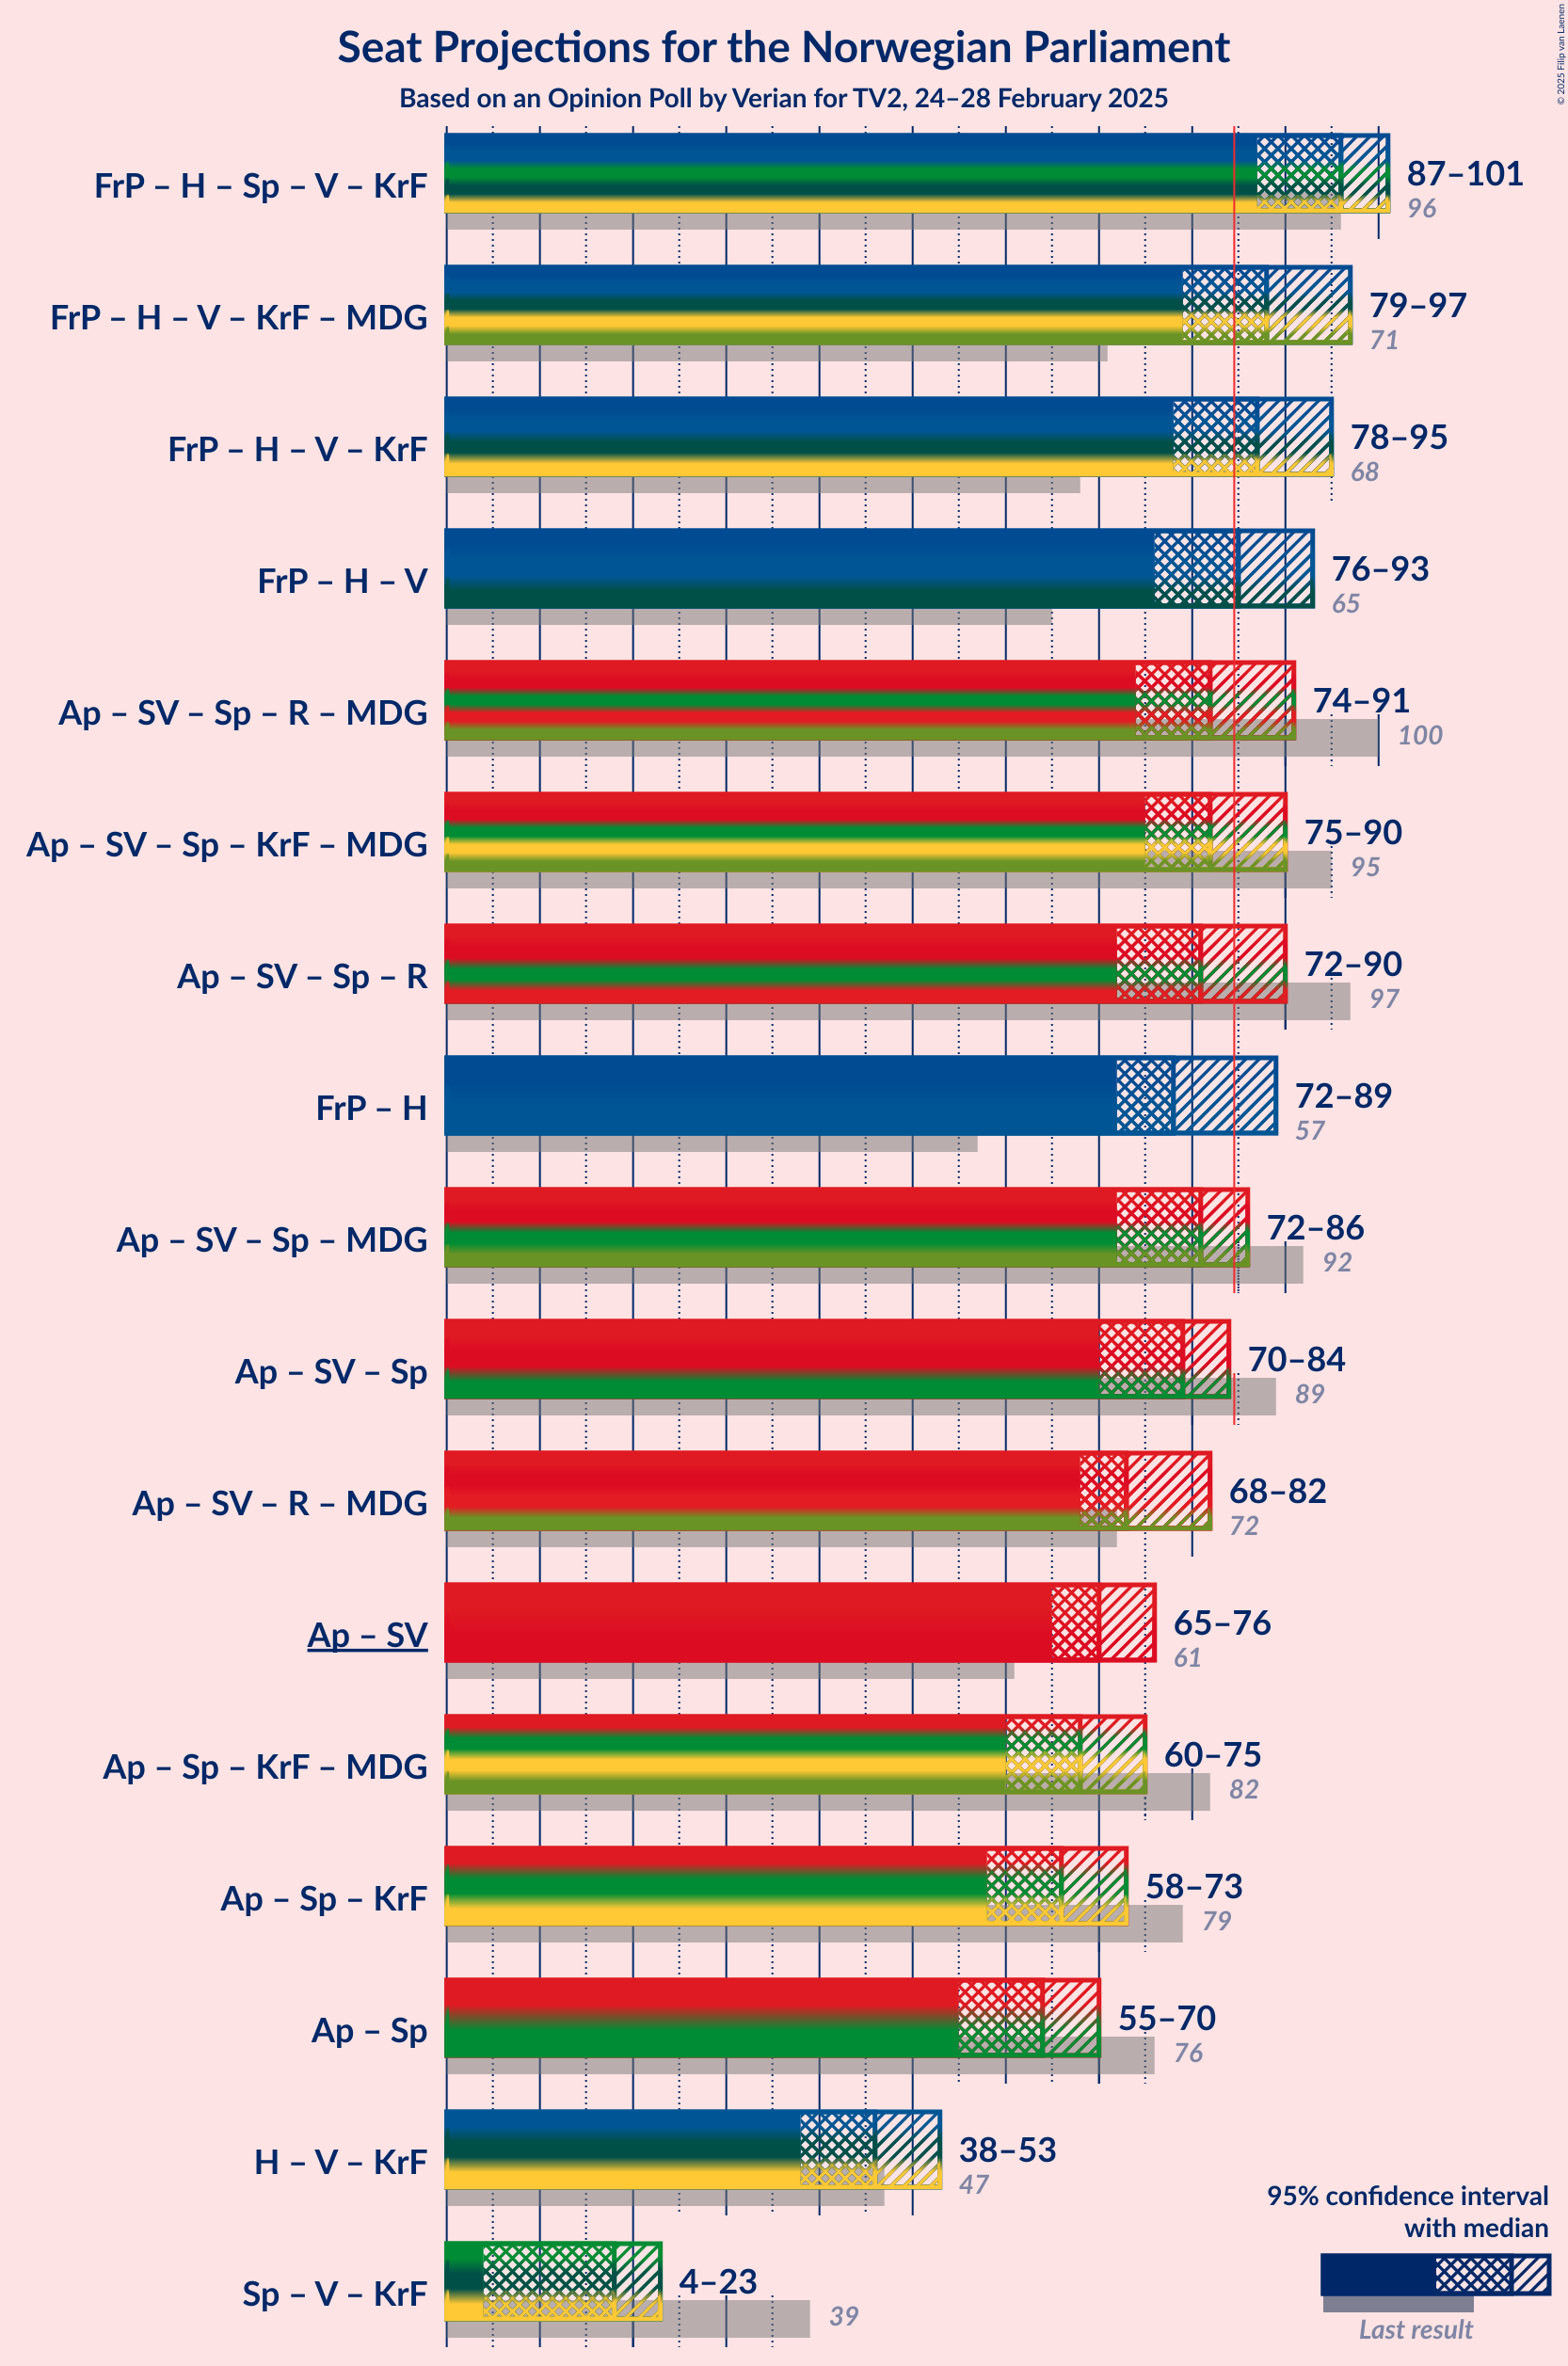 Seat Projections for the Norwegian Parliament
Based on an Opinion Poll by Verian for TV2, 24–28 February 2025
© 2025 Filip van Laenen
FrP – H – Sp – V – KrF
87–101
96
FrP – H – V – KrF – MDG
79–97
71
FrP – H – V – KrF
78–95
68
FrP – H – V
76–93
65
Ap – SV – Sp – R – MDG
74–91
100
Ap – SV – Sp – KrF – MDG
75–90
95
Ap – SV – Sp – R
72–90
97
FrP – H
72–89
57
Ap – SV – Sp – MDG
72–86
92
Ap – SV – Sp
70–84
89
Ap – SV – R – MDG
68–82
72
Ap – SV
65–76
61
Ap – Sp – KrF – MDG
60–75
82
Ap – Sp – KrF
58–73
79
Ap – Sp
55–70
76
H – V – KrF
38–53
47
Sp – V – KrF
4–23
39
95% confidence interval
with median
Last result